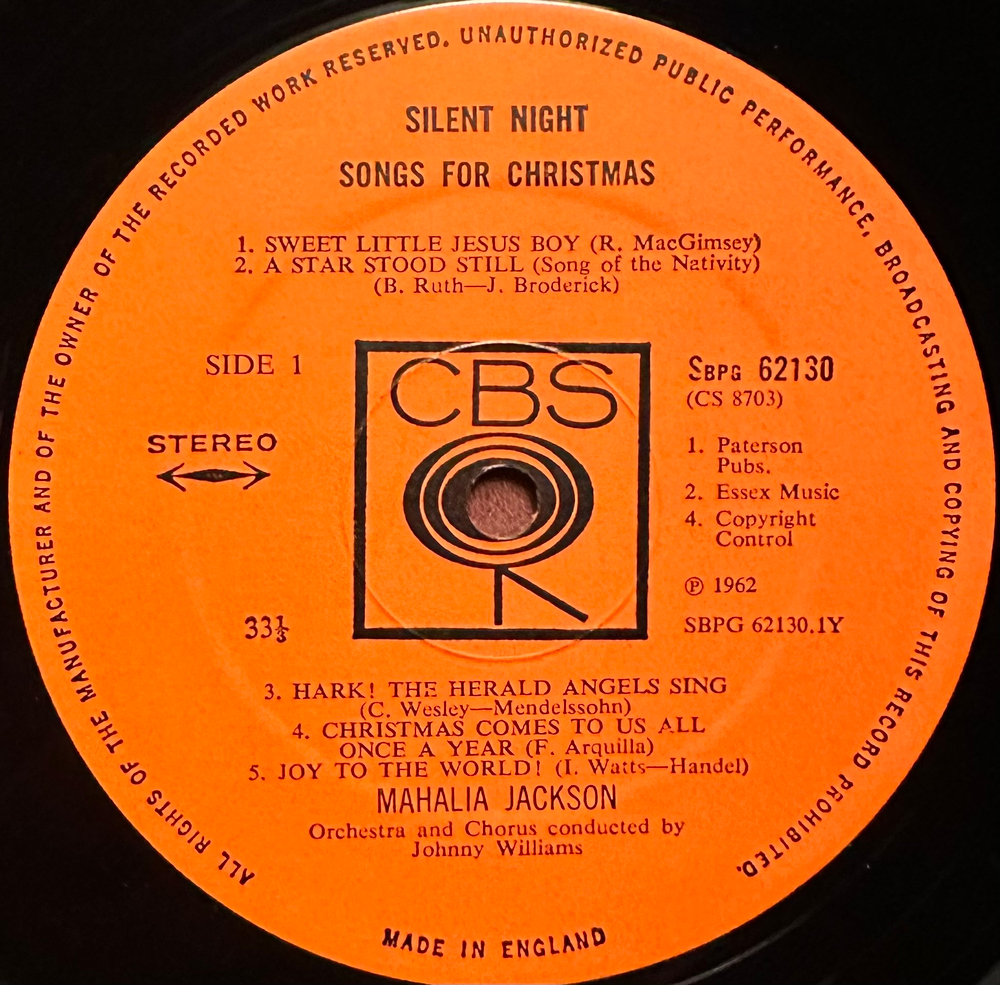 ALL RIGHTS OF THE MANUFACTURER AND OF THE OWNER OF THE RECORDED WORK RESERVED. UNAUTHORIZED PUBLIC PERFORMANCE, BROADCASTING AND COPYING OF THIS RECORD PROHIBITED.
SILENT NIGHT
SONGS FOR CHRISTMAS
1. SWEET LITTLE JESUS BOY (R. MacGimsey)
2. A STAR STOOD STILL (Song of the Nativity)
(B. Ruth—J. Broderick)
SIDE 1
STEREO
33⅓
CBS
SBPG 62130
(CS 8703)
1. Paterson
Pubs.
2. Essex Music
4. Copyright
Control
℗ 1962
SBPG 62130.1Y
3. HARK! THE HERALD ANGELS SING
(C. Wesley—Mendelssohn)
4. CHRISTMAS COMES TO US ALL
ONCE A YEAR (F. Arquilla)
5. JOY TO THE WORLD! (I. Watts—Handel)
MAHALIA JACKSON
Orchestra and Chorus conducted by
Johnny Williams
MADE IN ENGLAND